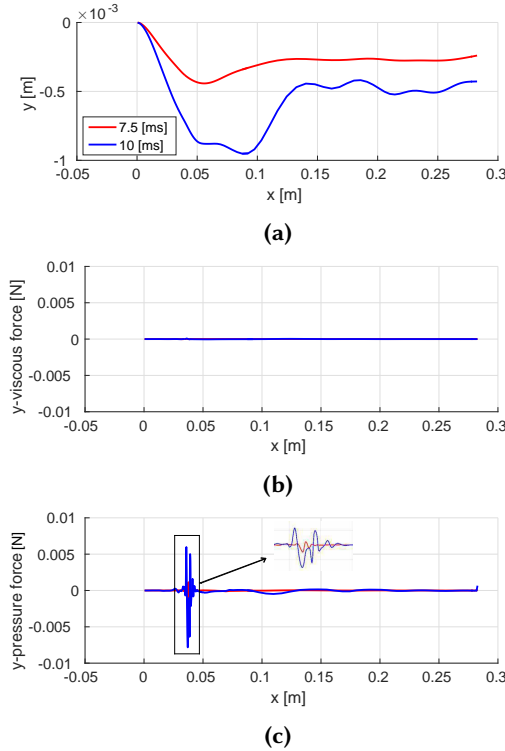 ×10⁻³
0
y [m]
-0.5
7.5 [ms]
10 [ms]
-1
-0.05 0 0.05 0.1 0.15 0.2 0.25 0.3
x [m]
(a)
0.01
0.005
y-viscous force [N]
0
-0.005
-0.01
-0.05 0 0.05 0.1 0.15 0.2 0.25 0.3
x [m]
(b)
0.01
0.005
y-pressure force [N]
0
-0.005
-0.01
-0.05 0 0.05 0.1 0.15 0.2 0.25 0.3
x [m]
(c)